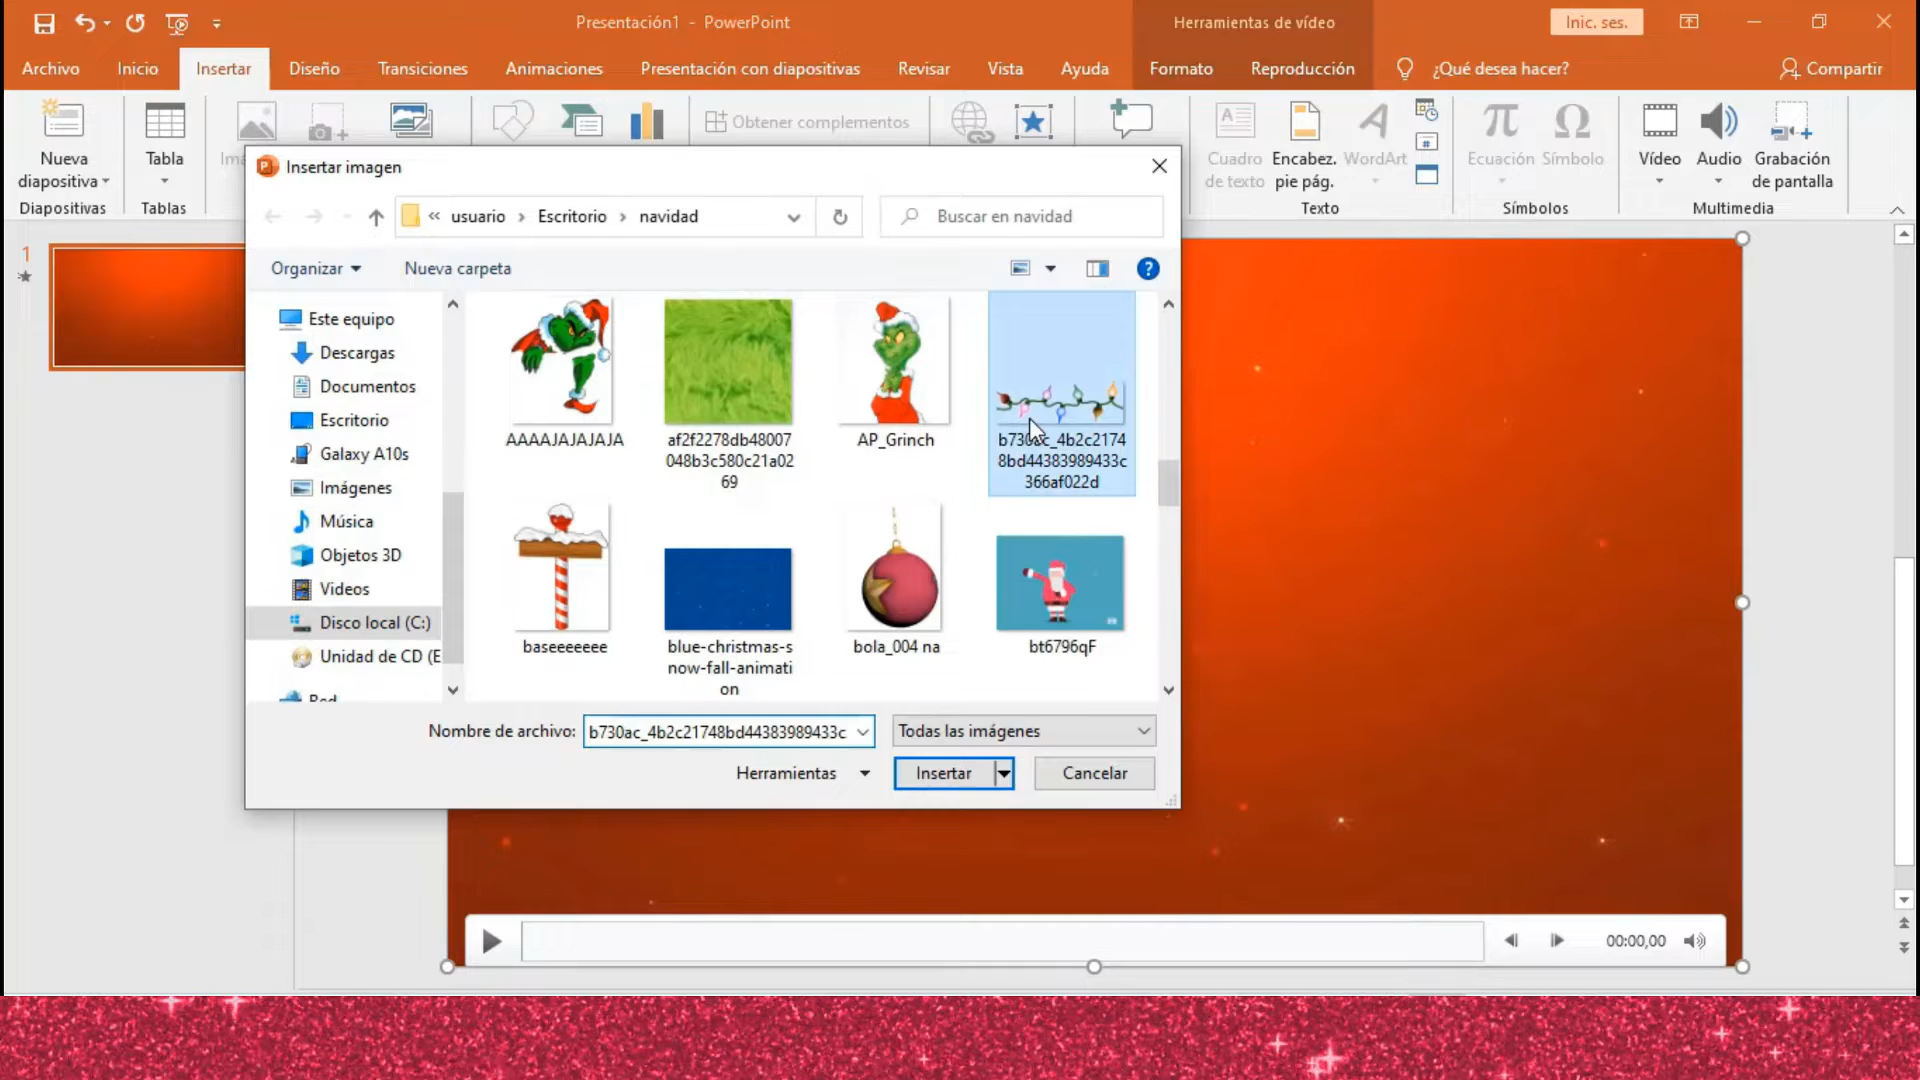 Presentación1 - PowerPoint
Herramientas de vídeo
Inic. ses.
Archivo
Inicio
Insertar
Diseño
Transiciones
Animaciones
Presentación con diapositivas
Revisar
Vista
Ayuda
Formato
Reproducción
¿Qué desea hacer?
Compartir
Nueva
diapositiva
Diapositivas
Tabla
Tablas
Obtener complementos
Cuadro
de texto
Encabez.
pie pág.
WordArt
Texto
Ecuación
Símbolo
Símbolos
Vídeo
Audio
Grabación
de pantalla
Multimedia
1
Insertar imagen
« usuario › Escritorio › navidad
Buscar en navidad
Organizar
Nueva carpeta
Este equipo
Descargas
Documentos
Escritorio
Galaxy A10s
Imágenes
Música
Objetos 3D
Videos
Disco local (C:)
Unidad de CD (E
Red
AAAAJAJAJAJA
af2f2278db48007
048b3c580c21a02
69
AP_Grinch
b730ac_4b2c2174
8bd44383989433c
366af022d
baseeeeeee
blue-christmas-s
now-fall-animati
on
bola_004 na
bt6796qF
Nombre de archivo:
b730ac_4b2c21748bd44383989433c
Todas las imágenes
Herramientas
Insertar
Cancelar
00:00,00